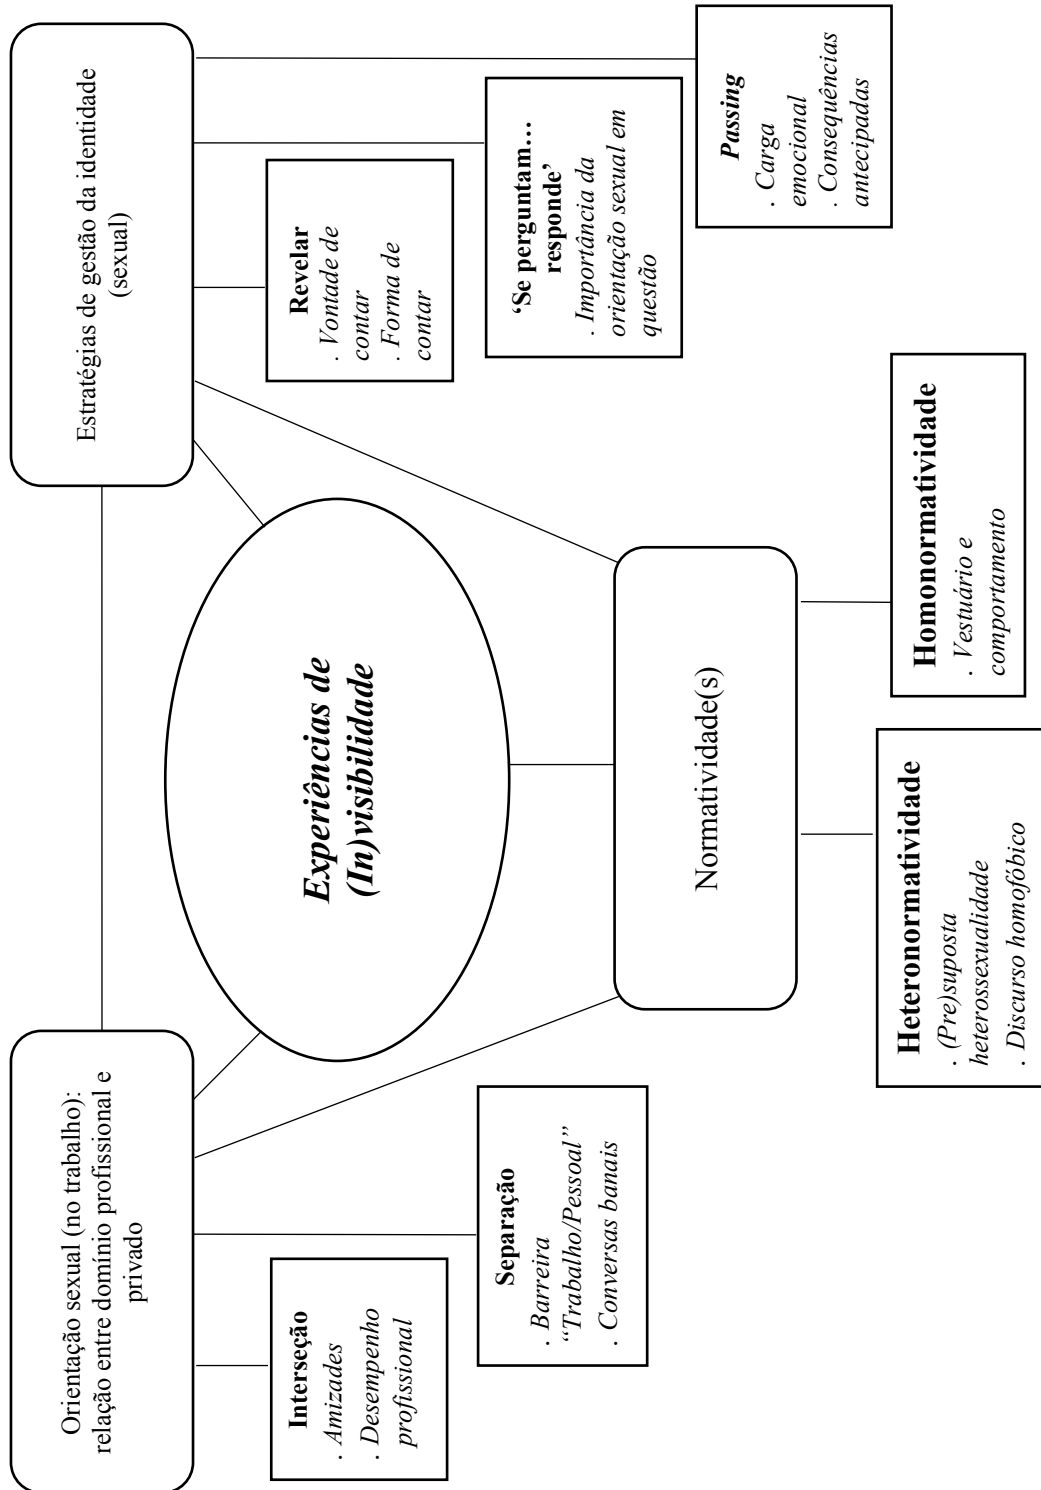 Orientação sexual (no trabalho):
relação entre domínio profissional e
privado
Estratégias de gestão da identidade
(sexual)
Interseção
. Amizades
. Desempenho
profissional
Separação
. Barreira
“Trabalho/Pessoal”
. Conversas banais
Experiências de
(In)visibilidade
Revelar
. Vontade de
contar
. Forma de
contar
‘Se perguntam…
responde’
. Importância da
orientação sexual em
questão
Passing
. Carga
emocional
. Consequências
antecipadas
Normatividade(s)
Heteronormatividade
. (Pre)suposta
heterossexualidade
. Discurso homofóbico
Homonormatividade
. Vestuário e
comportamento